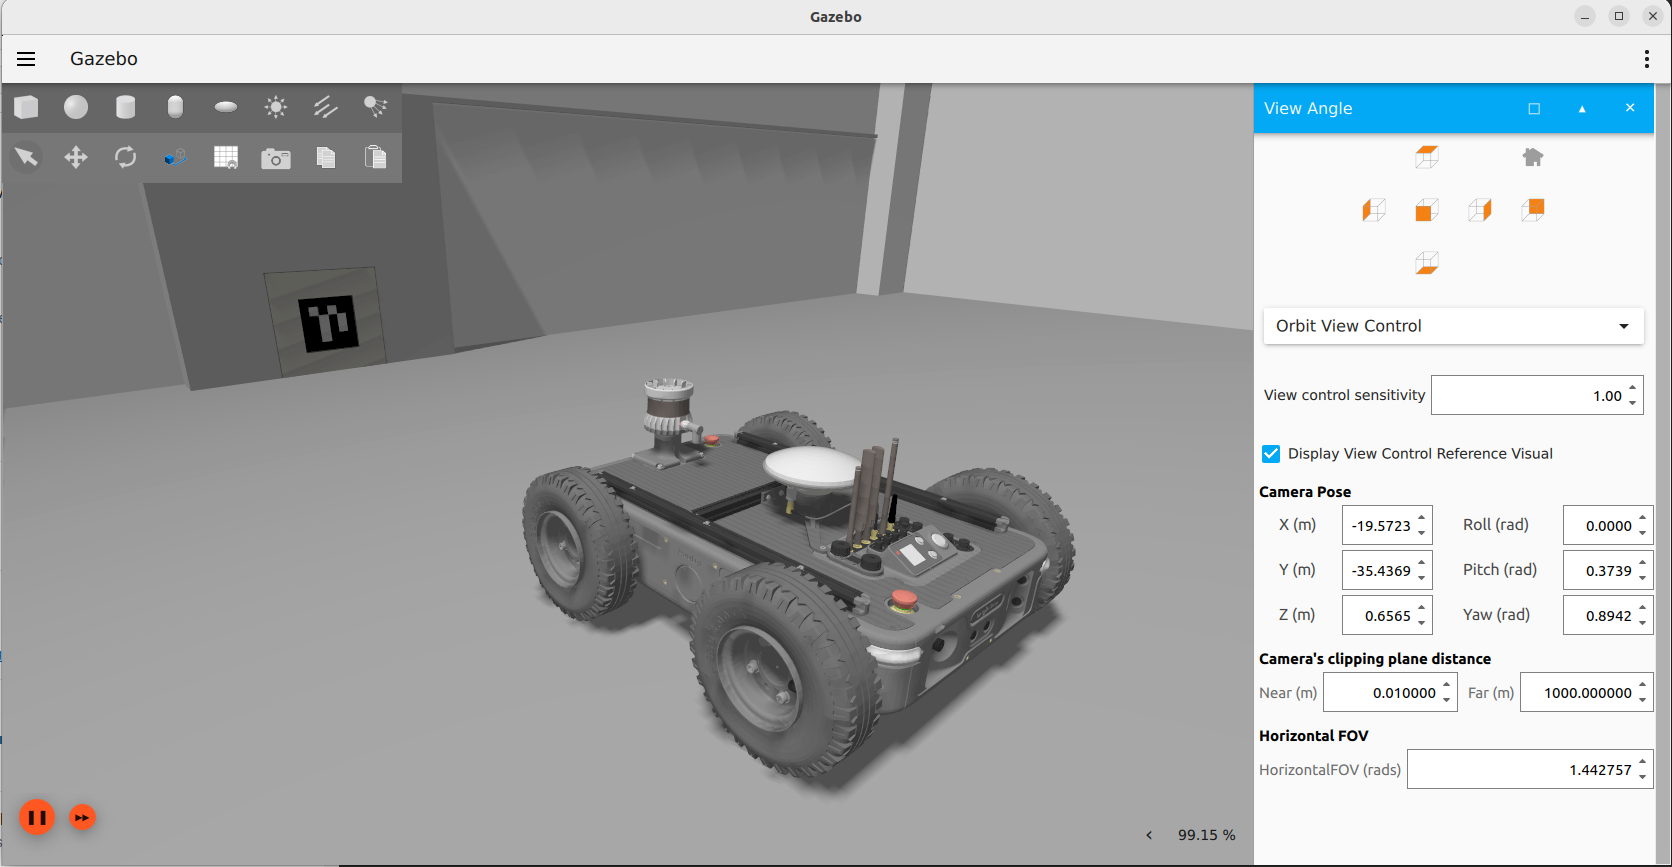 Gazebo
Gazebo
View Angle
Orbit View Control
View control sensitivity 1.00
Display View Control Reference Visual
Camera Pose
X (m) -19.5723 Roll (rad) 0.0000
Y (m) -35.4369 Pitch (rad) 0.3739
Z (m) 0.6565 Yaw (rad) 0.8942
Camera's clipping plane distance
Near (m) 0.010000 Far (m) 1000.000000
Horizontal FOV
HorizontalFOV (rads) 1.442757
99.15 %